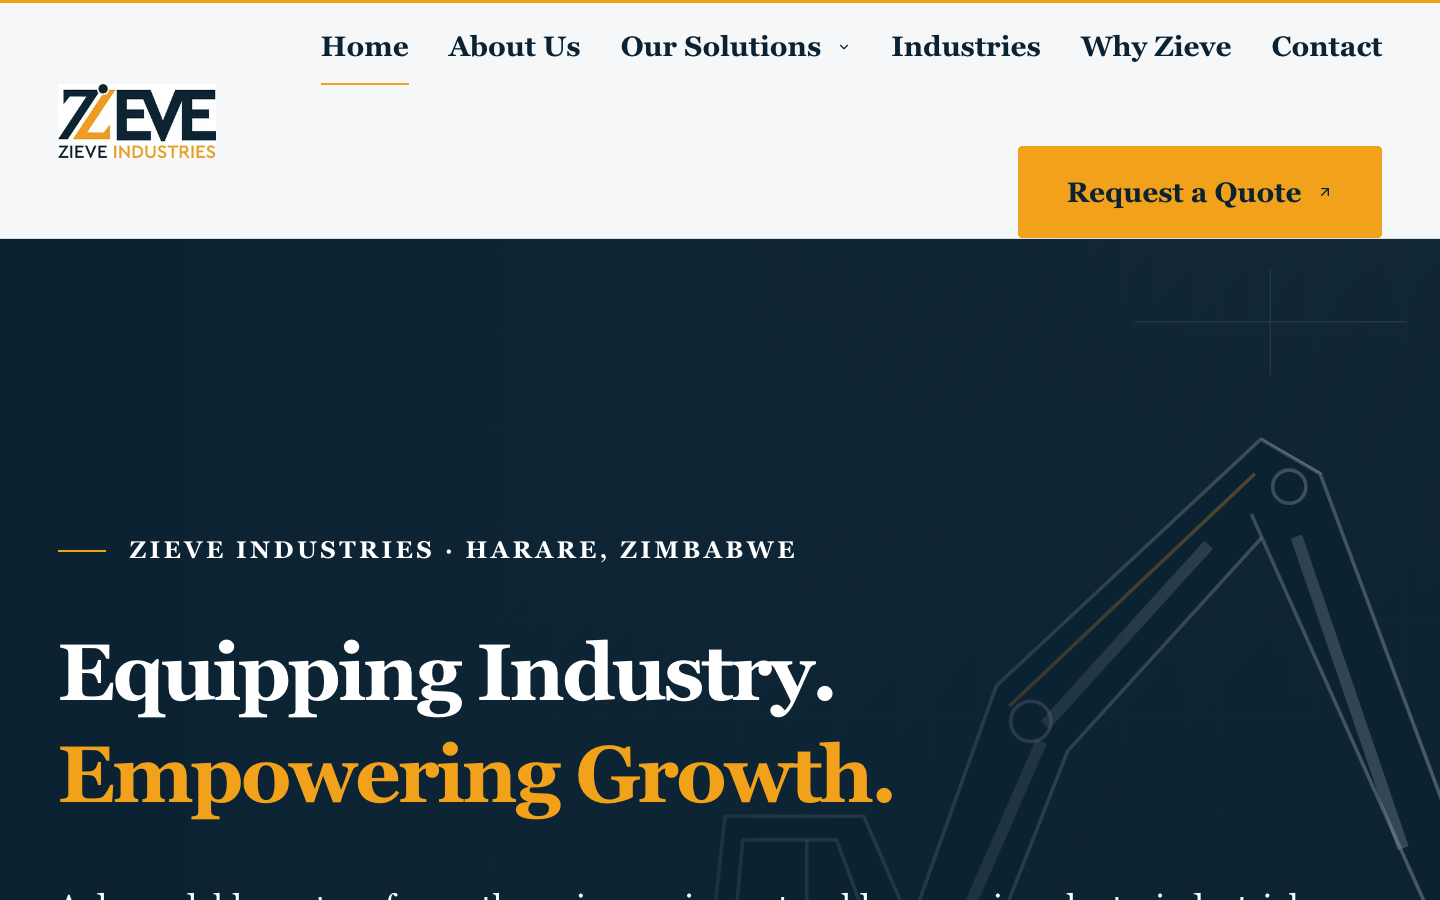 Home About Us Our Solutions Industries Why Zieve Contact
ZIEVE
ZIEVE INDUSTRIES
Request a Quote
ZIEVE INDUSTRIES · HARARE, ZIMBABWE
Equipping Industry.
Empowering Growth.